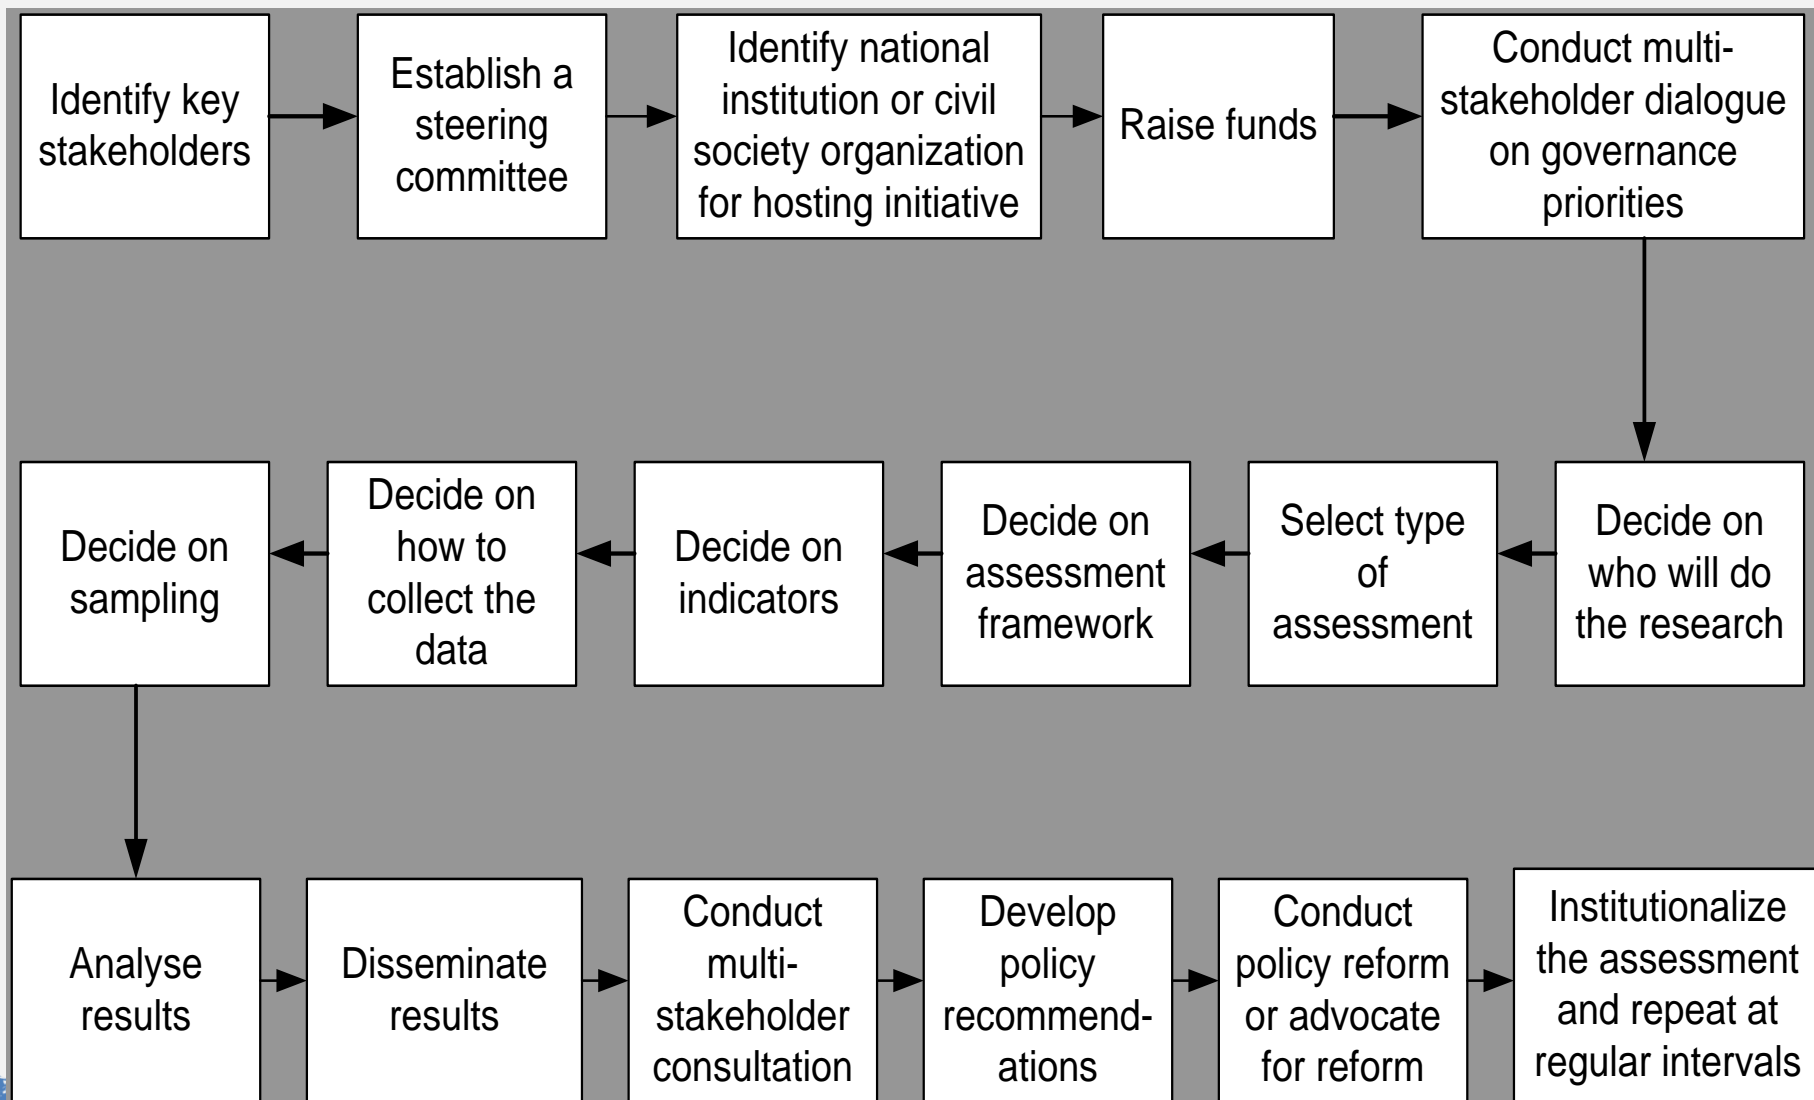 Identify key
stakeholders
Establish a
steering
committee
Identify national
institution or civil
society organization
for hosting initiative
Raise funds
Conduct multi-
stakeholder dialogue
on governance
priorities
Decide on
who will do
the research
Select type
of
assessment
Decide on
assessment
framework
Decide on
indicators
Decide on
how to
collect the
data
Decide on
sampling
Analyse
results
Disseminate
results
Conduct
multi-
stakeholder
consultation
Develop
policy
recommend-
ations
Conduct
policy reform
or advocate
for reform
Institutionalize
the assessment
and repeat at
regular intervals